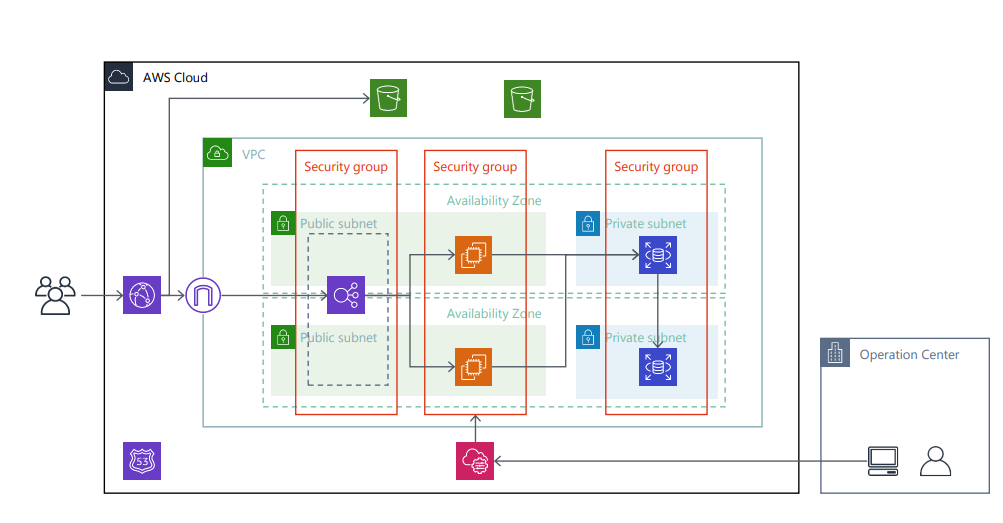 AWS Cloud
VPC
Security group
Security group
Security group
Availability Zone
Public subnet
Private subnet
Availability Zone
Public subnet
Private subnet
Operation Center
53